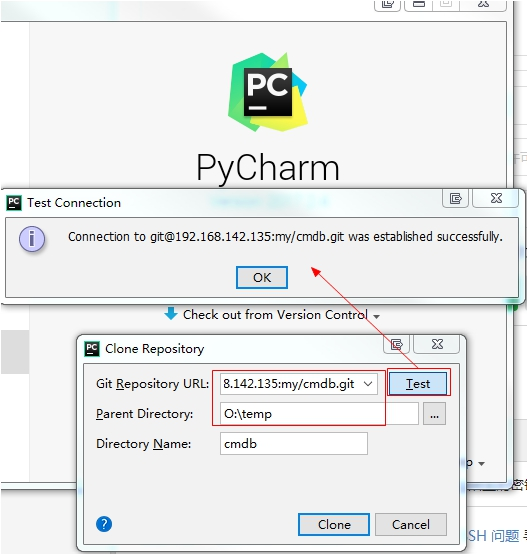 PC
PyCharm
PC Test Connection
Connection to git@192.168.142.135:my/cmdb.git was established successfully.
OK
Check out from Version Control
PC Clone Repository
Git Repository URL: 8.142.135:my/cmdb.git Test
Parent Directory: O:\temp ...
Directory Name: cmdb
? Clone Cancel
SH 问题